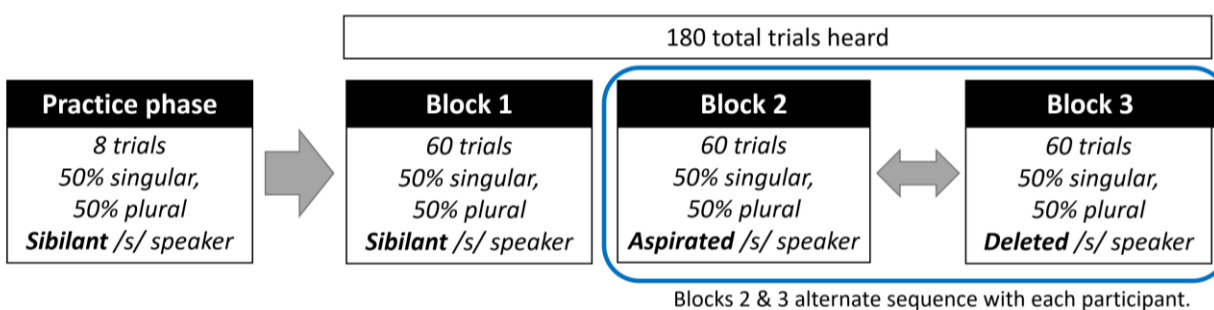 180 total trials heard
Practice phase
8 trials
50% singular,
50% plural
Sibilant /s/ speaker
Block 1
60 trials
50% singular,
50% plural
Sibilant /s/ speaker
Block 2
60 trials
50% singular,
50% plural
Aspirated /s/ speaker
Block 3
60 trials
50% singular,
50% plural
Deleted /s/ speaker
Blocks 2 & 3 alternate sequence with each participant.